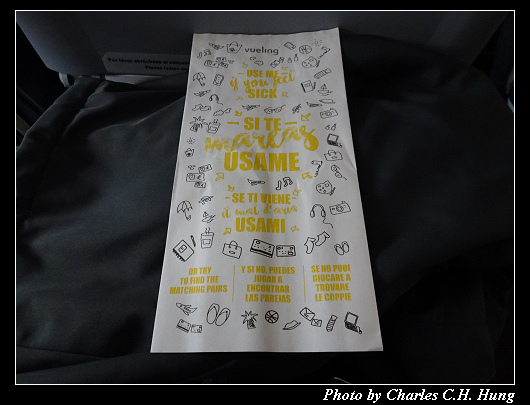 vueling
USE ME
if you feel
SICK
SI TE
mareas
ÚSAME
SE TI VIENE
il mal d'aria
USAMI
OR TRY
TO FIND THE
MATCHING PAIRS
Y SI NO, PUEDES
JUGAR A
ENCONTRAR
LAS PAREJAS
SE NO PUOI
GIOCARE A
TROVARE
LE COPPIE
Photo by Charles C.H. Hung